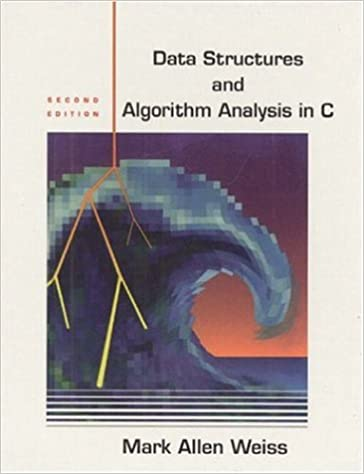 Data Structures
and
Algorithm Analysis in C
SECOND
EDITION
Mark Allen Weiss